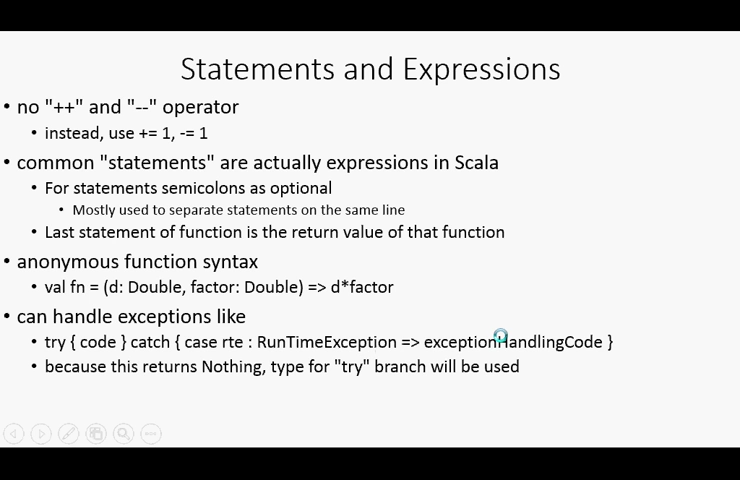 Statements and Expressions
• no "++" and "--" operator
• instead, use += 1, -= 1
• common "statements" are actually expressions in Scala
• For statements semicolons as optional
• Mostly used to separate statements on the same line
• Last statement of function is the return value of that function
• anonymous function syntax
• val fn = (d: Double, factor: Double) => d*factor
• can handle exceptions like
• try { code } catch { case rte : RunTimeException => exceptionHandlingCode }
• because this returns Nothing, type for "try" branch will be used